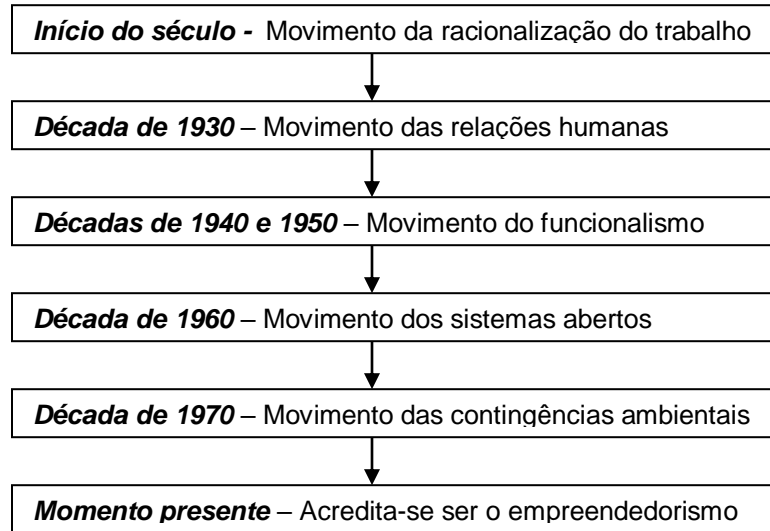 Início do século -  Movimento da racionalização do trabalho
Década de 1930 – Movimento das relações humanas
Décadas de 1940 e 1950 – Movimento do funcionalismo
Década de 1960 – Movimento dos sistemas abertos
Década de 1970 – Movimento das contingências ambientais
Momento presente – Acredita-se ser o empreendedorismo